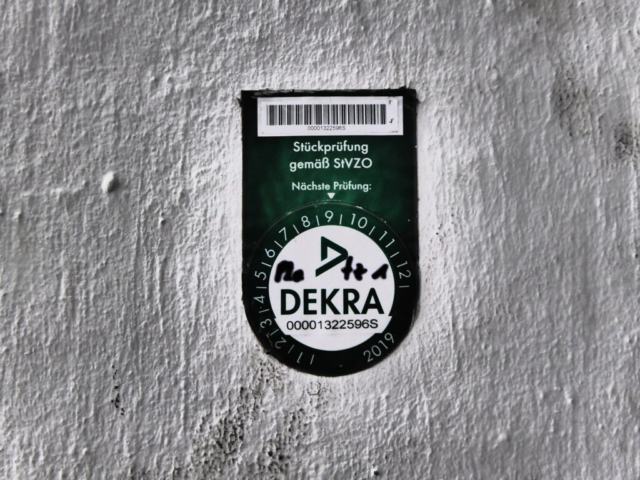 00001322596S
Stückprüfung
gemäß StVZO
Nächste Prüfung:
1 2 3 4 5 6 7 8 9 10 11 12
DEKRA
00001322596S
2019